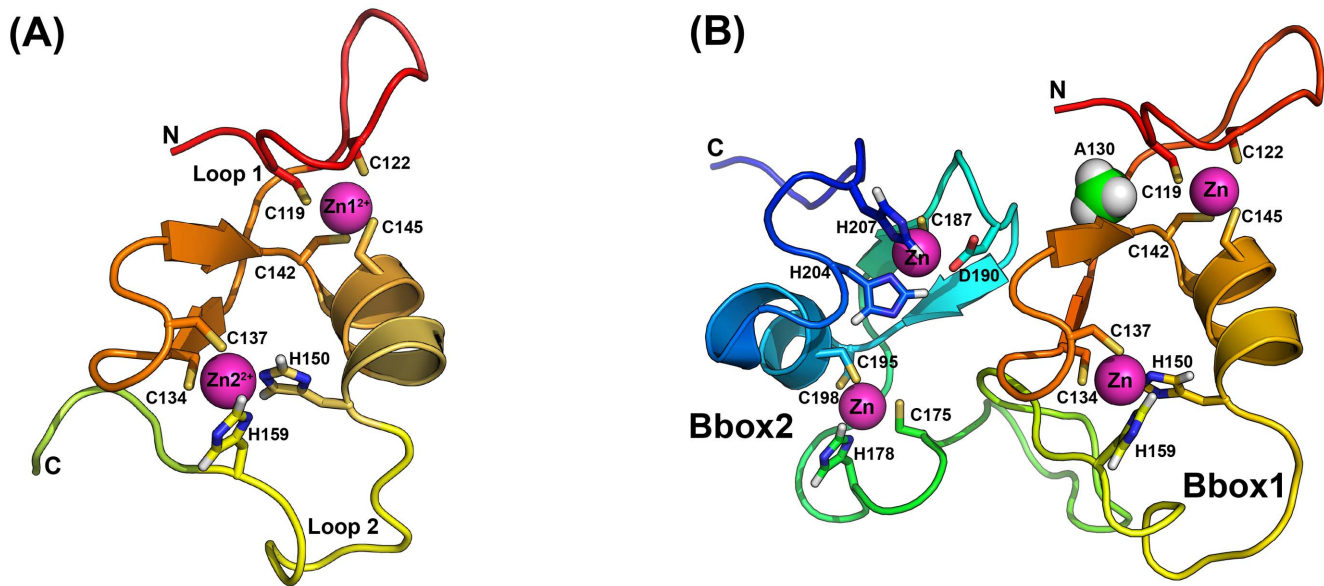 (A)
N
Loop 1
C122
C119
Zn1²⁺
C145
C142
C137
H150
Zn2²⁺
C134
H159
C
Loop 2
(B)
N
C
A130
C122
C119
Zn
H207
C187
C145
Zn
C142
H204
D190
C137
C195
H150
Zn
C198
C134
Zn
C175
Bbox2
H178
H159
Bbox1